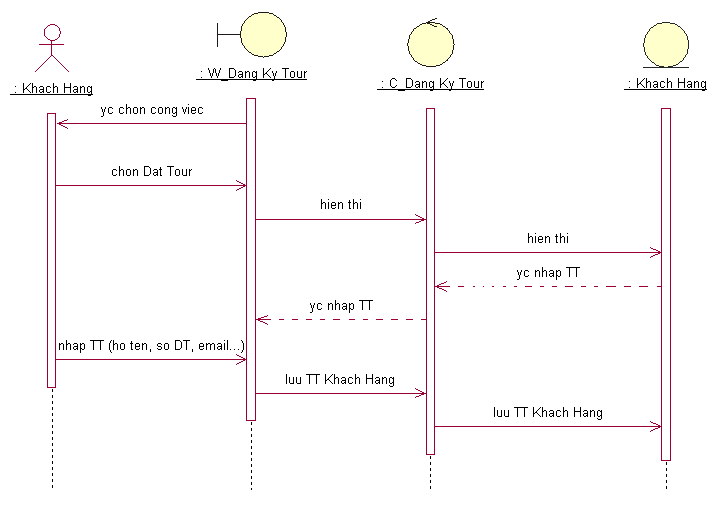 : Khach Hang
: W_Dang Ky Tour
: C_Dang Ky Tour
: Khach Hang
yc chon cong viec
chon Dat Tour
hien thi
hien thi
yc nhap TT
yc nhap TT
nhap TT (ho ten, so DT, email...)
luu TT Khach Hang
luu TT Khach Hang